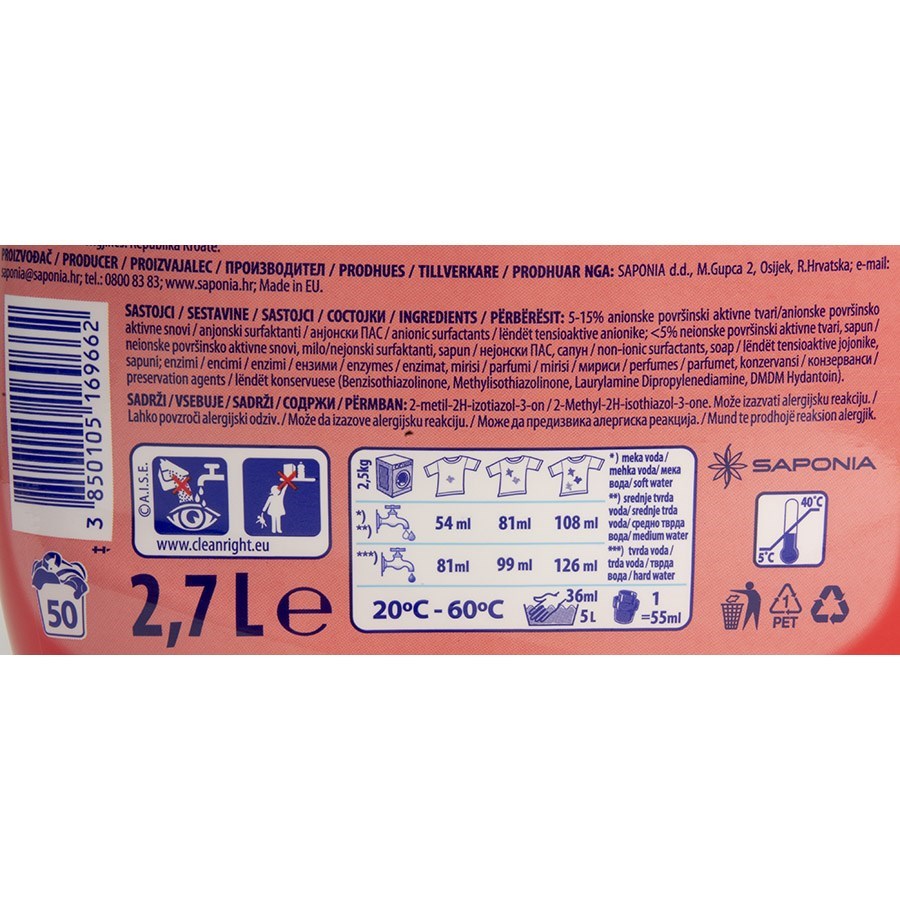 Republika Kroate.
PROIZVOĐAČ / PRODUCER / PROIZVAJALEC / ПРОИЗВОДИТЕЛ / PRODHUES / TILLVERKARE / PRODHUAR NGA: SAPONIA d.d., M.Gupca 2, Osijek, R.Hrvatska; e-mail:
saponia@saponia.hr; tel.: 0800 83 83; www.saponia.hr; Made in EU.
SASTOJCI / SESTAVINE / SASTOJCI / СОСТОЈКИ / INGREDIENTS / PËRBËRËSIT: 5-15% anionske površinski aktivne tvari/anionske površinsko
aktivne snovi / anjonski surfaktanti / анјонски ПАС / anionic surfactants / lëndët tensioaktive anionike; <5% neionske površinski aktivne tvari, sapun /
neionske površinsko aktivne snovi, milo/nejonski surfaktanti, sapun / нејонски ПАС, сапун / non-ionic surfactants, soap / lëndët tensioaktive jojonike,
sapuni; enzimi / encimi / enzimi / ензими / enzymes / enzimat, mirisi / parfumi / mirisi / мириси / perfumes / parfumet, konzervansi / конзерванси /
preservation agents / lëndët konservuese (Benzisothiazolinone, Methylisothiazolinone, Laurylamine Dipropylenediamine, DMDM Hydantoin).
SADRŽI / VSEBUJE / SADRŽI / СОДРЖИ / PËRMBAN: 2-metil-2H-izotiazol-3-on / 2-Methyl-2H-isothiazol-3-one. Može izazvati alergijsku reakciju. /
Lahko povzroči alergijski odziv. / Može da izazove alergijsku reakciju. / Може да предизвика алергиска реакција. / Mund te prodhojë reaksion alergjik.
3 850105 169662
© A.I.S.E.
www.cleanright.eu
2,5kg
*)
**)
54 ml 81ml 108 ml
***)
81ml 99 ml 126 ml
20ºC - 60ºC
36ml
5L
1
=55ml
*) meka voda/
mehka voda/мека
вода/soft water
**) srednje tvrda
voda/srednje trda
voda/средно тврда
вода/medium water
***) tvrda voda/
trda voda/тврда
вода/hard water
SAPONIA
40°C
5°C
50
2,7L e
1
PET